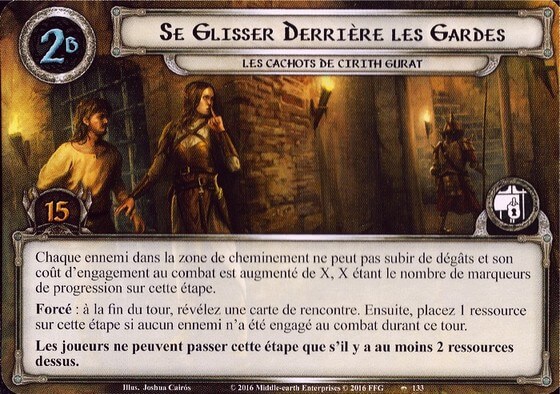 2B
SE GLISSER DERRIÈRE LES GARDES
LES CACHOTS DE CIRITH GURAT
15
Chaque ennemi dans la zone de cheminement ne peut pas subir de dégâts et son
coût d'engagement au combat est augmenté de X, X étant le nombre de marqueurs
de progression sur cette étape.
Forcé : à la fin du tour, révélez une carte de rencontre. Ensuite, placez 1 ressource
sur cette étape si aucun ennemi n'a été engagé au combat durant ce tour.
Les joueurs ne peuvent passer cette étape que s'il y a au moins 2 ressources
dessus.
Illus. Joshua Cairós © 2016 Middle-earth Enterprises © 2016 FFG 133